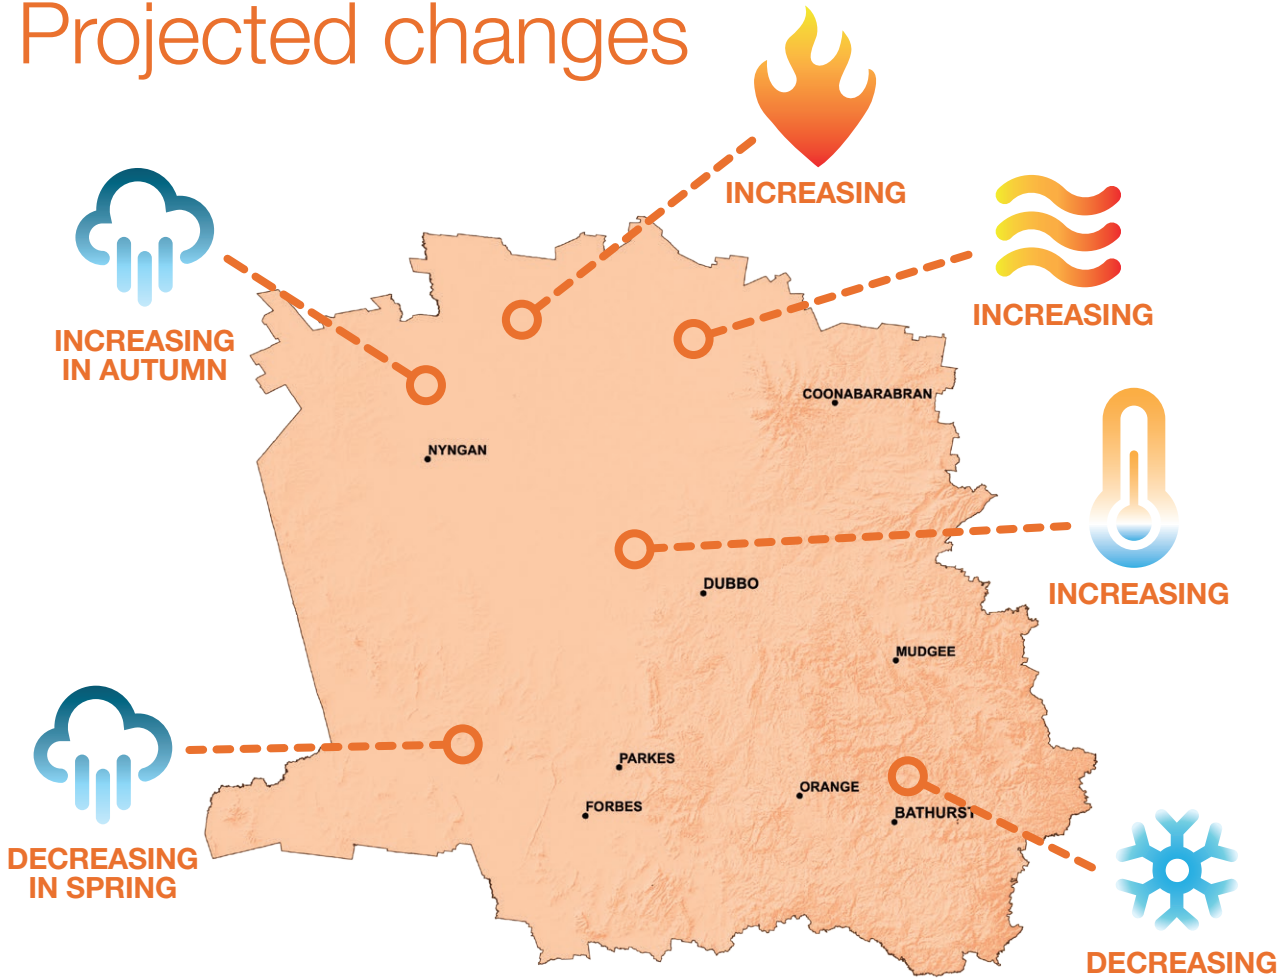 Projected changes
INCREASING
INCREASING
IN AUTUMN
INCREASING
COONABARABRAN
NYNGAN
INCREASING
DUBBO
MUDGEE
PARKES
ORANGE
FORBES
BATHURST
DECREASING
IN SPRING
DECREASING